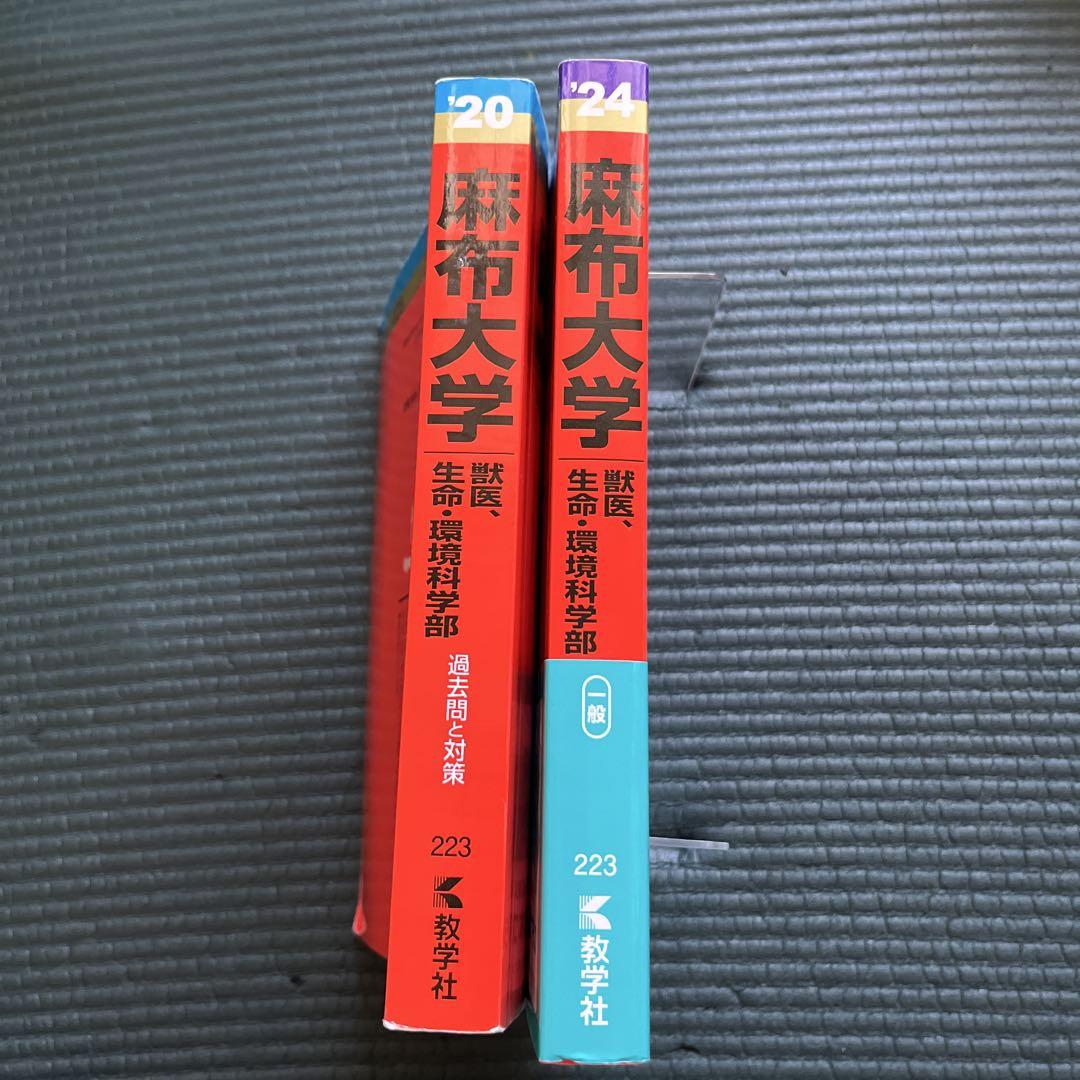 '20
麻布大学
獣医、
生命・環境科学部
過去問と対策
223
教学社
'24
麻布大学
獣医、
生命・環境科学部
一般
223
教学社